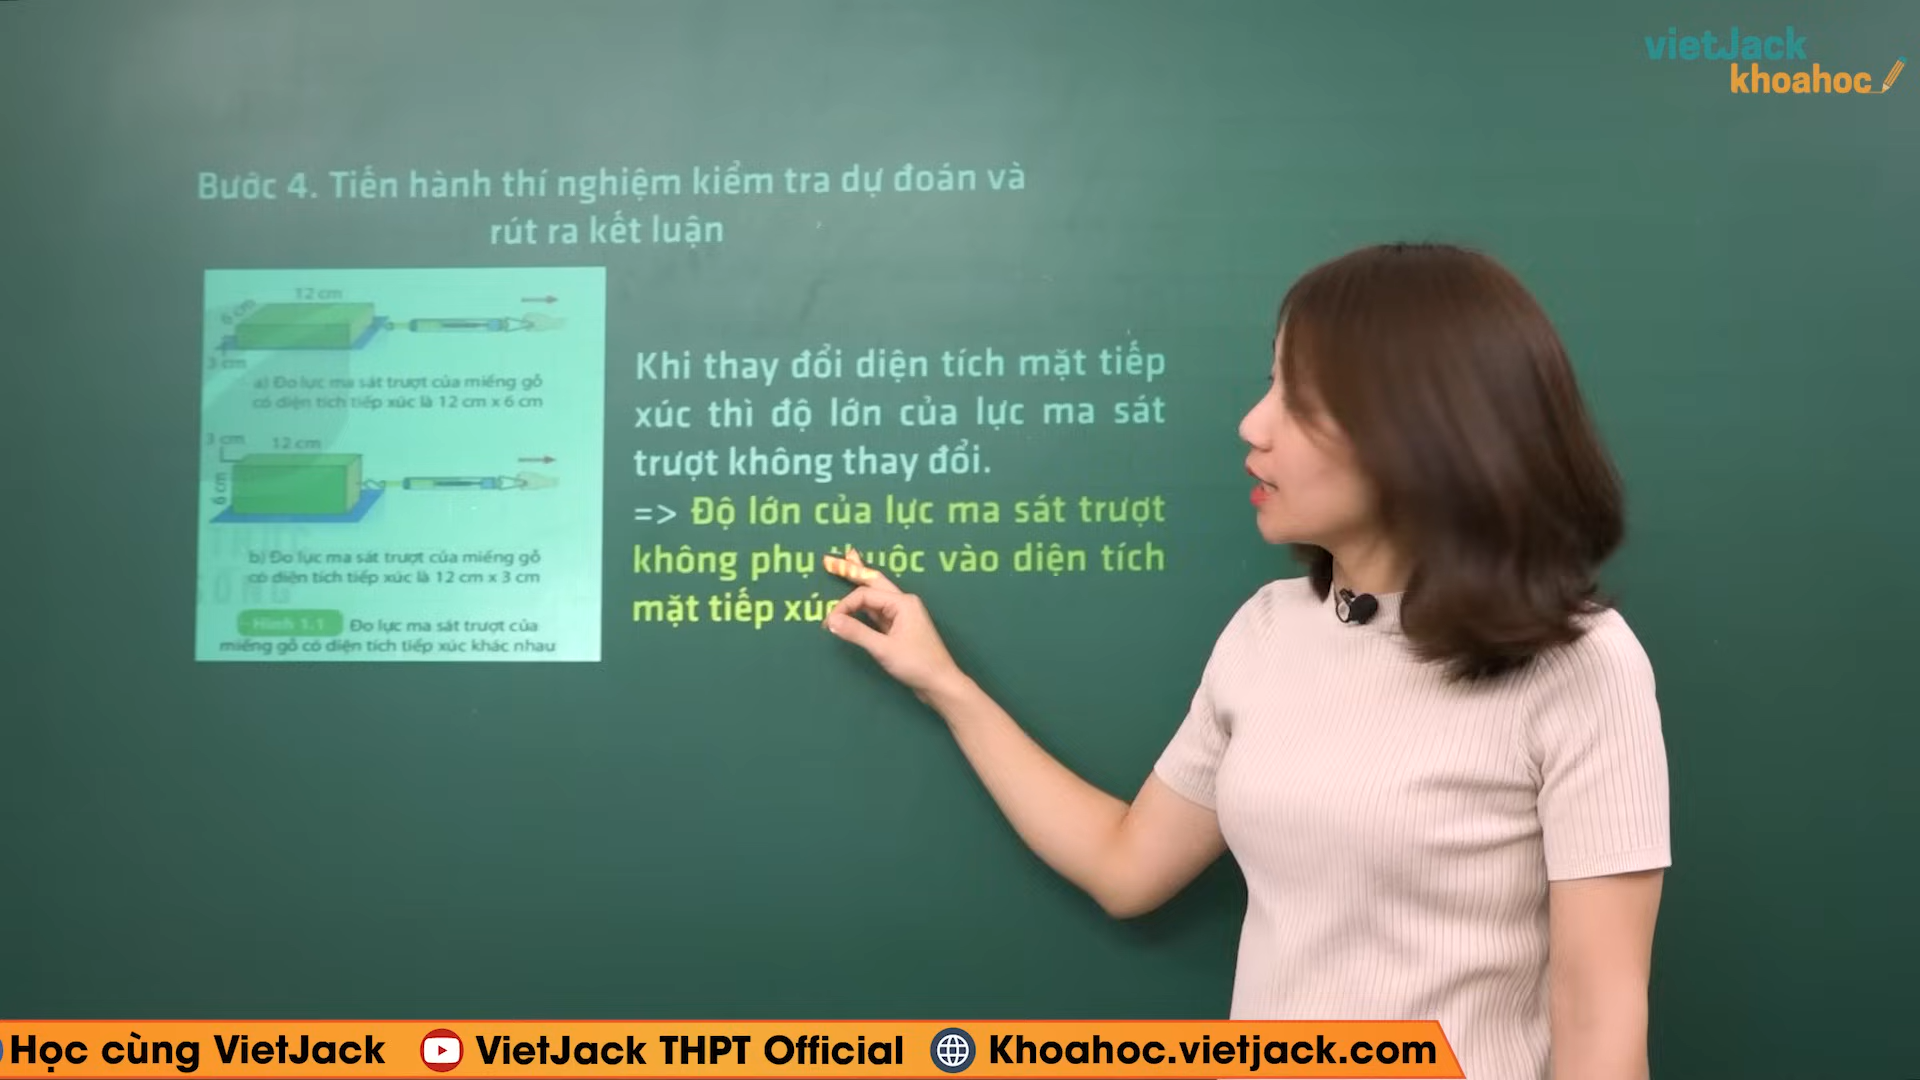 vietJack
khoahoc
Bước 4. Tiến hành thí nghiệm kiểm tra dự đoán và
rút ra kết luận
12 cm
6 cm
3 cm
a) Đo lực ma sát trượt của miếng gỗ
có diện tích tiếp xúc là 12 cm x 6 cm
3 cm
12 cm
6 cm
b) Đo lực ma sát trượt của miếng gỗ
có diện tích tiếp xúc là 12 cm x 3 cm
Hình 1.1 Đo lực ma sát trượt của
miếng gỗ có diện tích tiếp xúc khác nhau
Khi thay đổi diện tích mặt tiếp
xúc thì độ lớn của lực ma sát
trượt không thay đổi.
=> Độ lớn của lực ma sát trượt
không phụ thuộc vào diện tích
mặt tiếp xúc
Học cùng VietJack
VietJack THPT Official
Khoahoc.vietjack.com